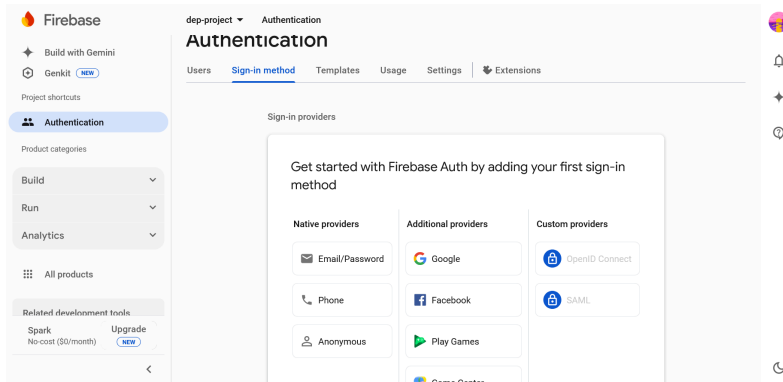 Firebase
dep-project
Authentication
Build with Gemini
Genkit NEW
Project shortcuts
Authentication
Product categories
Build
Run
Analytics
All products
Related development tools
Spark
No-cost ($0/month)
Upgrade
NEW
Authentication
Users
Sign-in method
Templates
Usage
Settings
Extensions
Sign-in providers
Get started with Firebase Auth by adding your first sign-in
method
Native providers
Email/Password
Phone
Anonymous
Additional providers
Google
Facebook
Play Games
Game Center
Custom providers
OpenID Connect
SAML